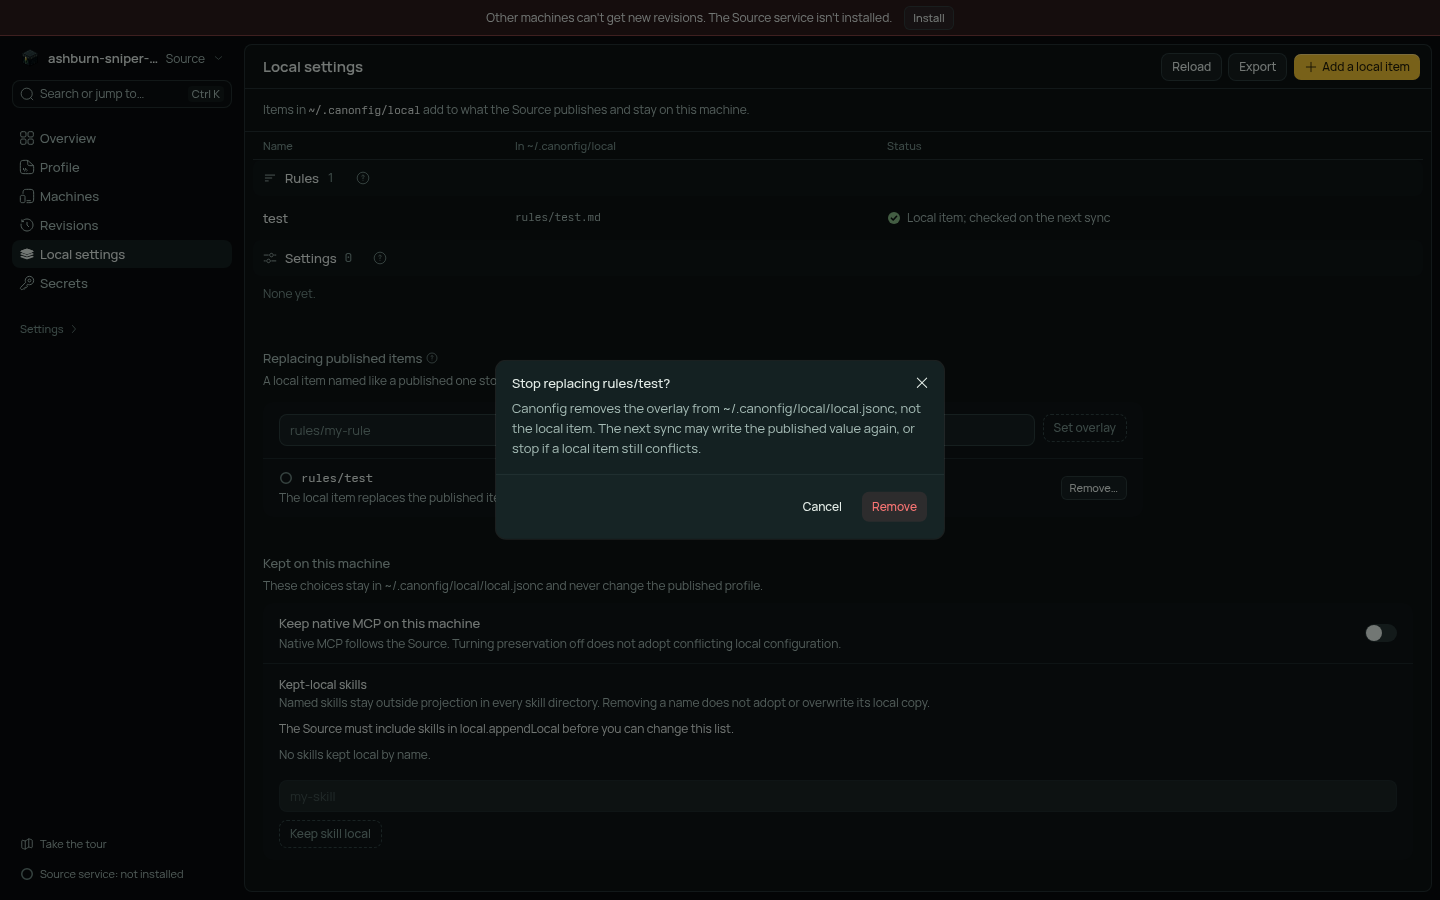 Other machines can't get new revisions. The Source service isn't installed.
Install
ashburn-sniper-... Source
Search or jump to...
Ctrl K
Overview
Profile
Machines
Revisions
Local settings
Secrets
Settings
Take the tour
Source service: not installed
Local settings
Reload
Export
Add a local item
Items in ~/.canonfig/local add to what the Source publishes and stay on this machine.
Name
In ~/.canonfig/local
Status
Rules 1
test
rules/test.md
Local item; checked on the next sync
Settings 0
None yet.
Replacing published items
A local item named like a published one sto
rules/my-rule
Set overlay
rules/test
The local item replaces the published ite
Remove...
Stop replacing rules/test?
Canonfig removes the overlay from ~/.canonfig/local/local.jsonc, not
the local item. The next sync may write the published value again, or
stop if a local item still conflicts.
Cancel
Remove
Kept on this machine
These choices stay in ~/.canonfig/local/local.jsonc and never change the published profile.
Keep native MCP on this machine
Native MCP follows the Source. Turning preservation off does not adopt conflicting local configuration.
Kept-local skills
Named skills stay outside projection in every skill directory. Removing a name does not adopt or overwrite its local copy.
The Source must include skills in local.appendLocal before you can change this list.
No skills kept local by name.
my-skill
Keep skill local